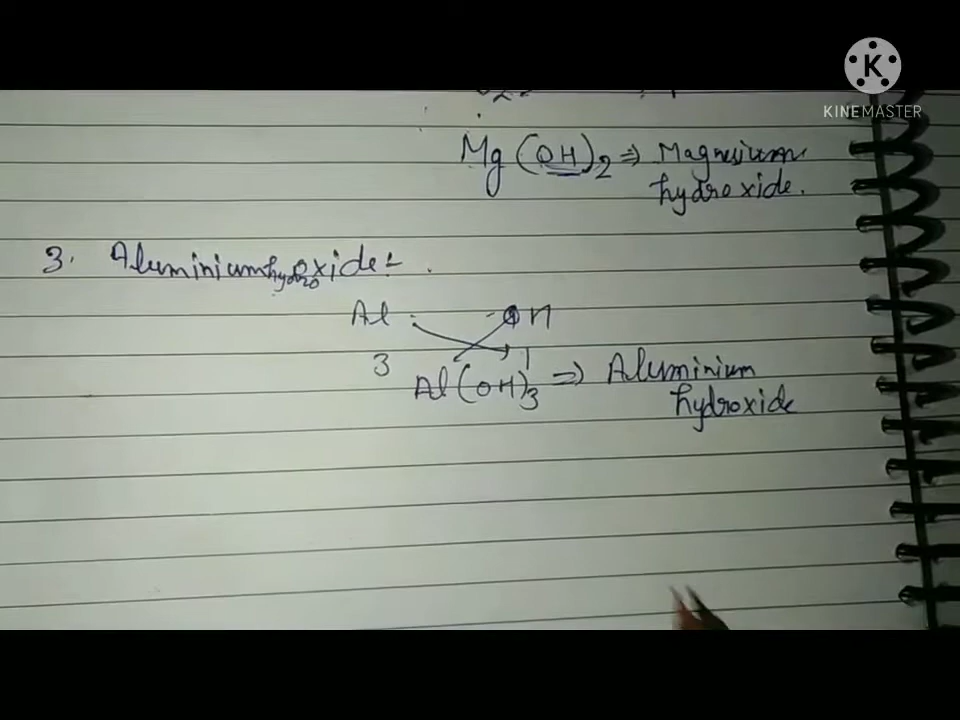 K
KINEMASTER
Mg(OH)2 ⇒ Magnesium
hydroxide.
3. Aluminium hydroxide :-
Al OH
3 1
Al(OH)3 ⇒ Aluminium
hydroxide